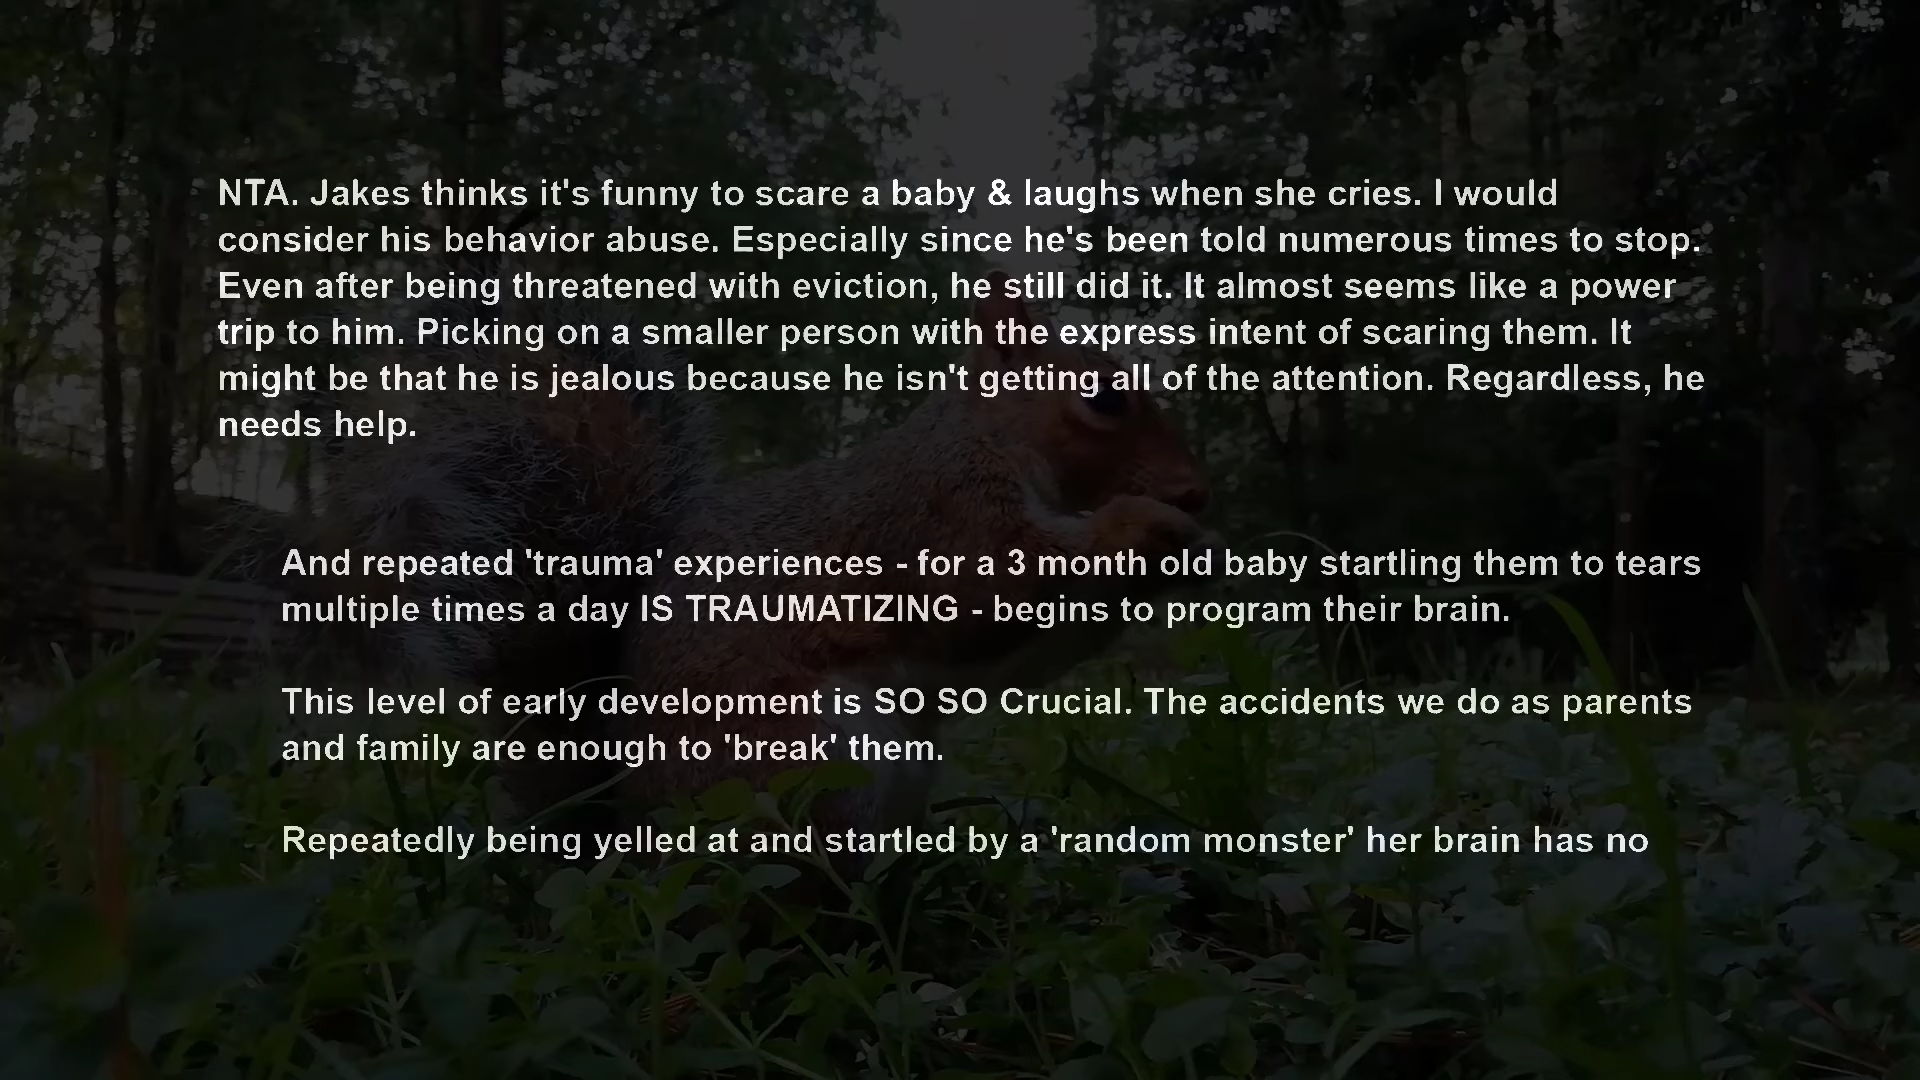 NTA. Jakes thinks it's funny to scare a baby & laughs when she cries. I would
consider his behavior abuse. Especially since he's been told numerous times to stop.
Even after being threatened with eviction, he still did it. It almost seems like a power
trip to him. Picking on a smaller person with the express intent of scaring them. It
might be that he is jealous because he isn't getting all of the attention. Regardless, he
needs help.
And repeated 'trauma' experiences - for a 3 month old baby startling them to tears
multiple times a day IS TRAUMATIZING - begins to program their brain.
This level of early development is SO SO Crucial. The accidents we do as parents
and family are enough to 'break' them.
Repeatedly being yelled at and startled by a 'random monster' her brain has no